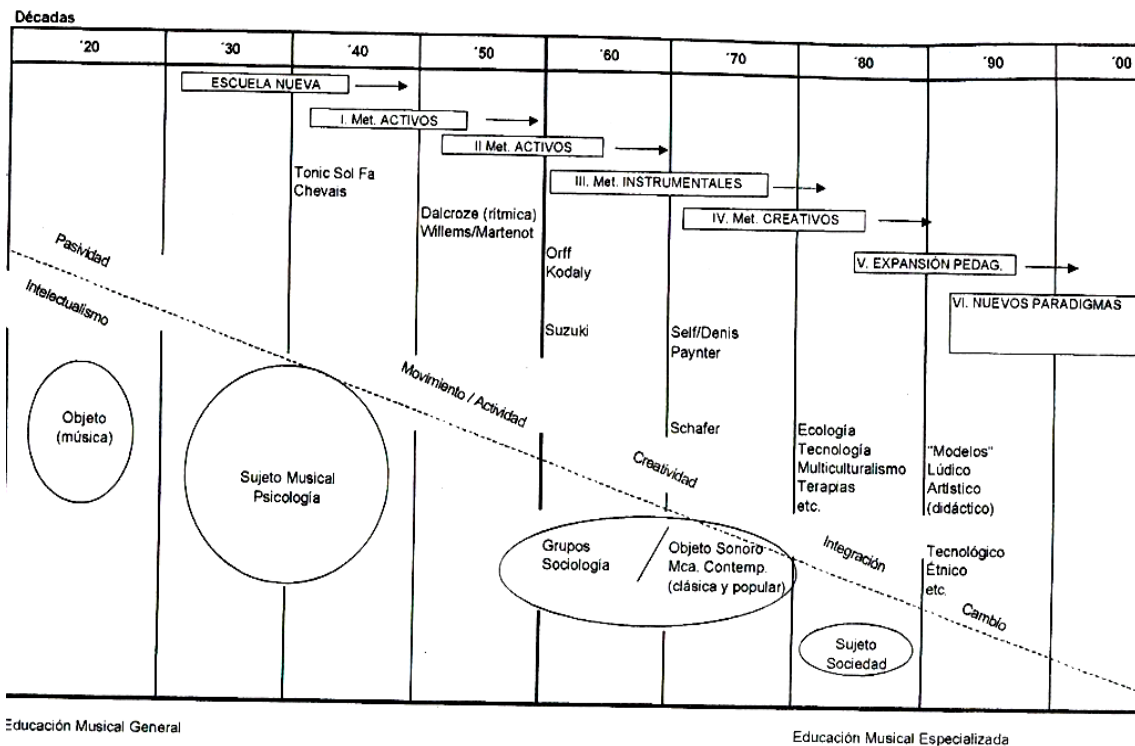 Décadas
'20
'30
'40
'50
'60
'70
'80
'90
'00
ESCUELA NUEVA
I. Met. ACTIVOS
II Met. ACTIVOS
III. Met. INSTRUMENTALES
IV. Met. CREATIVOS
V. EXPANSIÓN PEDAG.
VI. NUEVOS PARADIGMAS
Tonic Sol Fa
Chevais
Dalcroze (rítmica)
Willems/Martenot
Orff
Kodaly
Suzuki
Self/Denis
Paynter
Schafer
Ecología
Tecnología
Multiculturalismo
Terapias
etc.
"Modelos"
Lúdico
Artístico
(didáctico)
Tecnológico
Étnico
etc.
Pasividad
Intelectualismo
Movimiento / Actividad
Creatividad
Integración
Cambio
Objeto
(música)
Sujeto Musical
Psicología
Grupos
Sociología
Objeto Sonoro
Mca. Contemp.
(clásica y popular)
Sujeto
Sociedad
Educación Musical General
Educación Musical Especializada